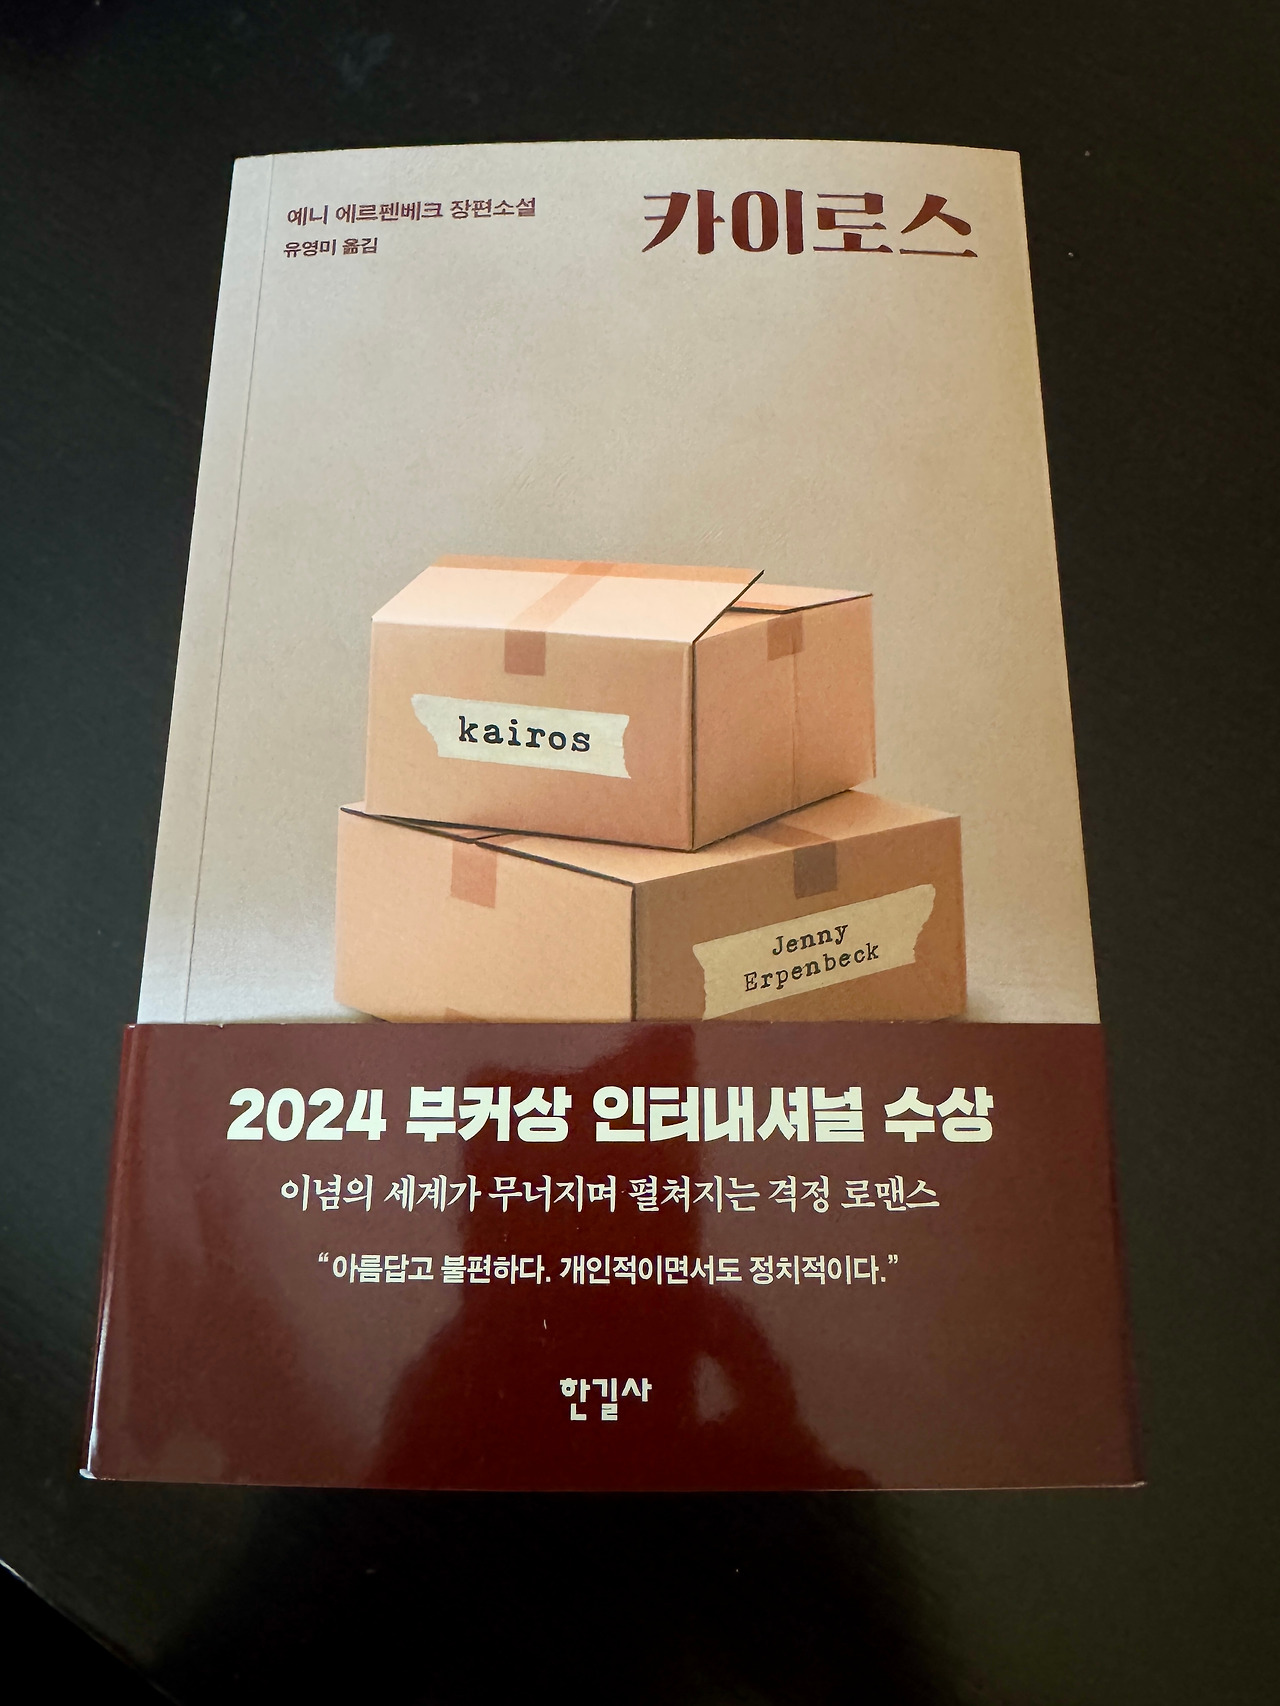 예니 에르펜베크 장편소설
유영미 옮김
카이로스
kairos
Jenny
Erpenbeck
2024 부커상 인터내셔널 수상
이념의 세계가 무너지며 펼쳐지는 격정 로맨스
“아름답고 불편하다. 개인적이면서도 정치적이다.”
한길사